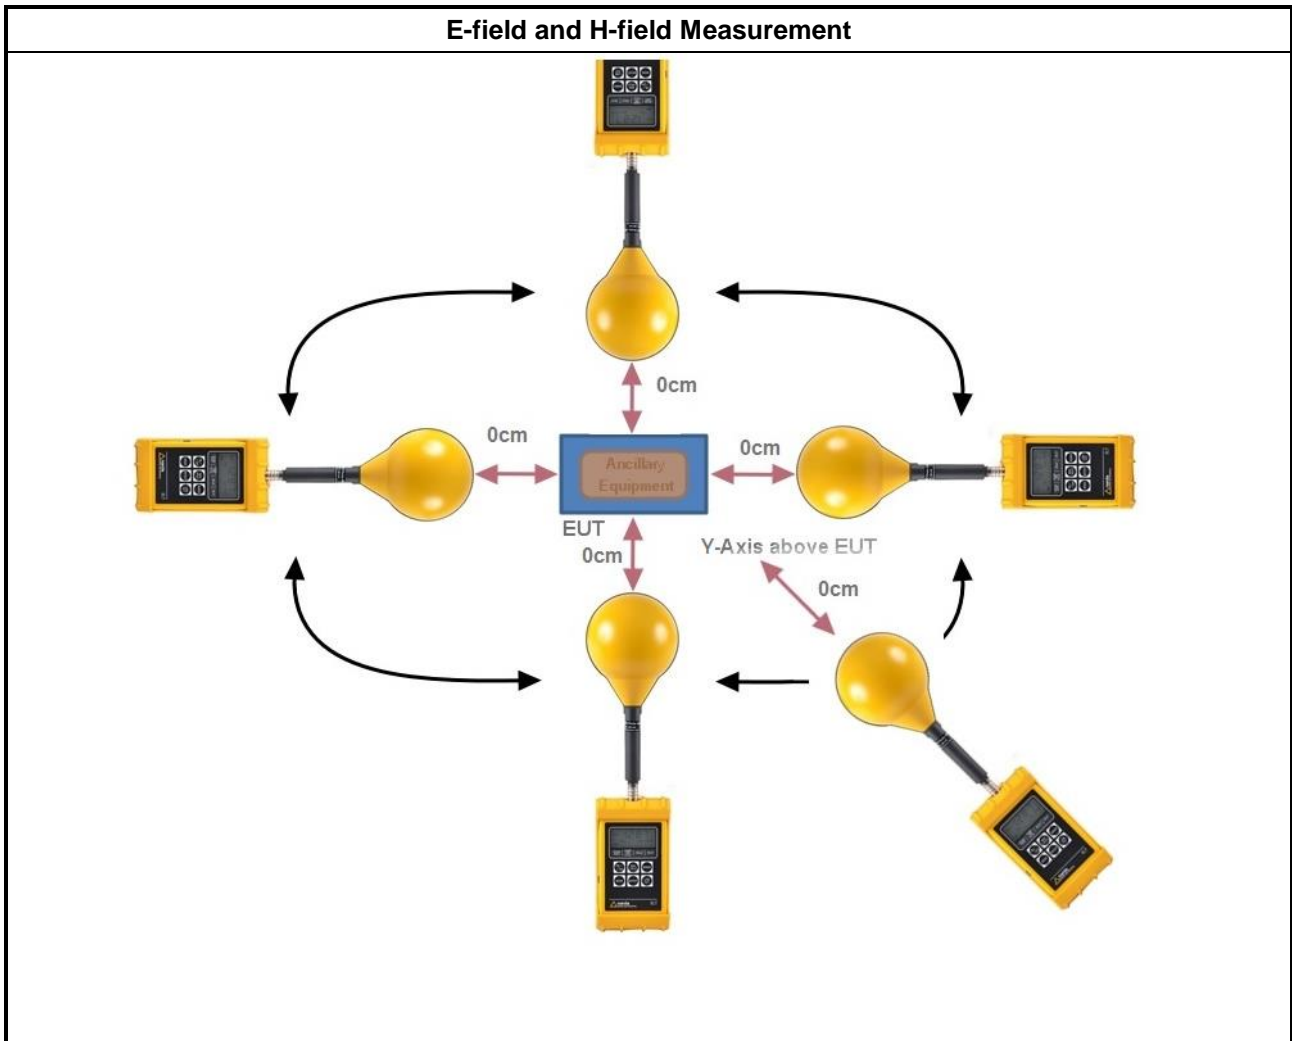 E-field and H-field Measurement
0cm
0cm
0cm
Ancillary
Equipment
EUT
0cm
Y-Axis above EUT
0cm